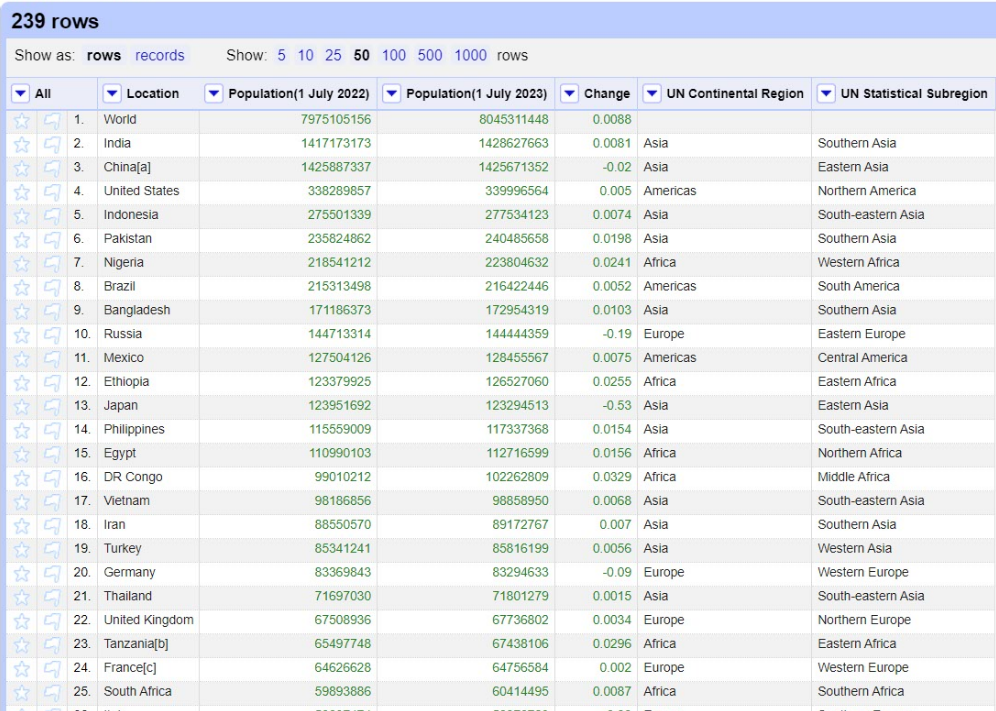 239 rows
Show as: rows records Show: 5 10 25 50 100 500 1000 rows
All Location Population(1 July 2022) Population(1 July 2023) Change UN Continental Region UN Statistical Subregion
1. World 7975105156 8045311448 0.0088
2. India 1417173173 1428627663 0.0081 Asia Southern Asia
3. China[a] 1425887337 1425671352 -0.02 Asia Eastern Asia
4. United States 338289857 339996564 0.005 Americas Northern America
5. Indonesia 275501339 277534123 0.0074 Asia South-eastern Asia
6. Pakistan 235824862 240485658 0.0198 Asia Southern Asia
7. Nigeria 218541212 223804632 0.0241 Africa Western Africa
8. Brazil 215313498 216422446 0.0052 Americas South America
9. Bangladesh 171186373 172954319 0.0103 Asia Southern Asia
10. Russia 144713314 144444359 -0.19 Europe Eastern Europe
11. Mexico 127504126 128455567 0.0075 Americas Central America
12. Ethiopia 123379925 126527060 0.0255 Africa Eastern Africa
13. Japan 123951692 123294513 -0.53 Asia Eastern Asia
14. Philippines 115559009 117337368 0.0154 Asia South-eastern Asia
15. Egypt 110990103 112716599 0.0156 Africa Northern Africa
16. DR Congo 99010212 102262809 0.0329 Africa Middle Africa
17. Vietnam 98186856 98858950 0.0068 Asia South-eastern Asia
18. Iran 88550570 89172767 0.007 Asia Southern Asia
19. Turkey 85341241 85816199 0.0056 Asia Western Asia
20. Germany 83369843 83294633 -0.09 Europe Western Europe
21. Thailand 71697030 71801279 0.0015 Asia South-eastern Asia
22. United Kingdom 67508936 67736802 0.0034 Europe Northern Europe
23. Tanzania[b] 65497748 67438106 0.0296 Africa Eastern Africa
24. France[c] 64626628 64756584 0.002 Europe Western Europe
25. South Africa 59893886 60414495 0.0087 Africa Southern Africa